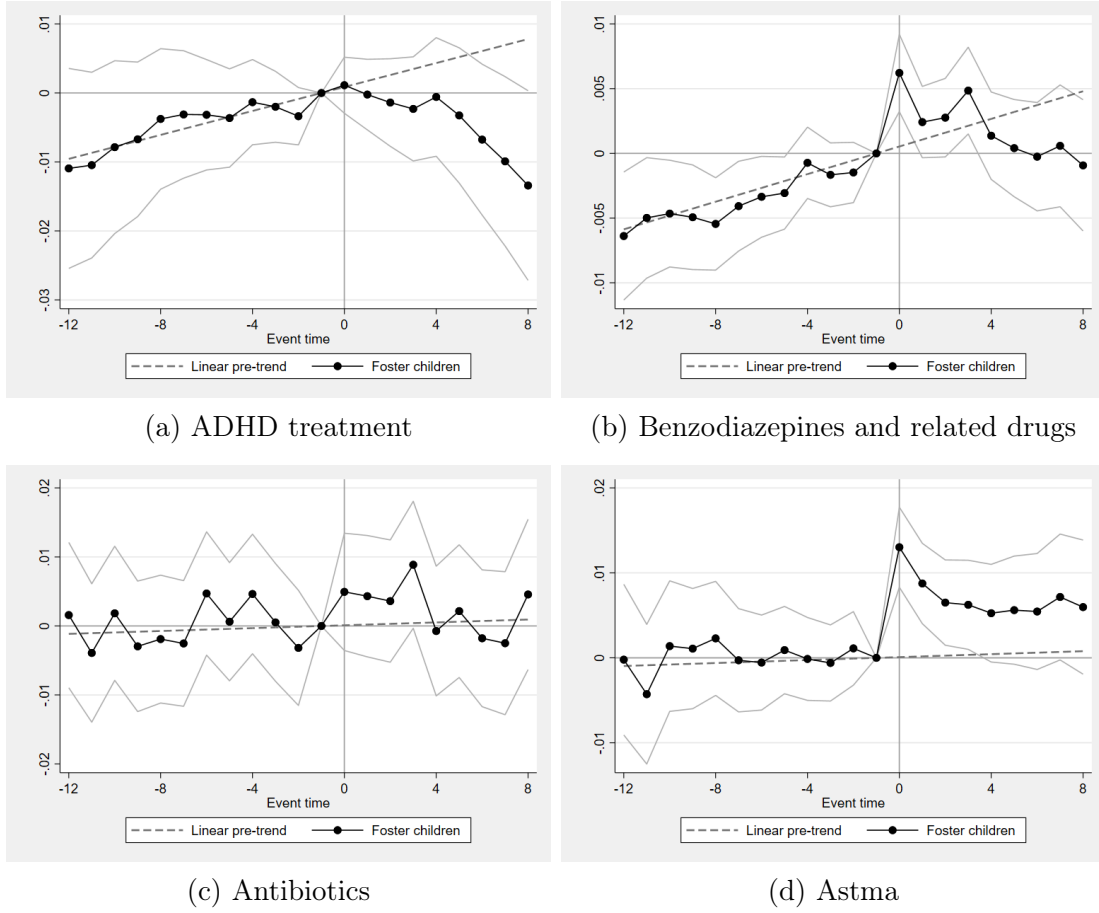 .01
0
-.01
-.02
-.03
-12 -8 -4 0 4 8
Event time
Linear pre-trend Foster children
(a) ADHD treatment
.01
.005
0
-.005
-.01
-12 -8 -4 0 4 8
Event time
Linear pre-trend Foster children
(b) Benzodiazepines and related drugs
.02
.01
0
-.01
-.02
-12 -8 -4 0 4 8
Event time
Linear pre-trend Foster children
(c) Antibiotics
.02
.01
0
-.01
-12 -8 -4 0 4 8
Event time
Linear pre-trend Foster children
(d) Astma